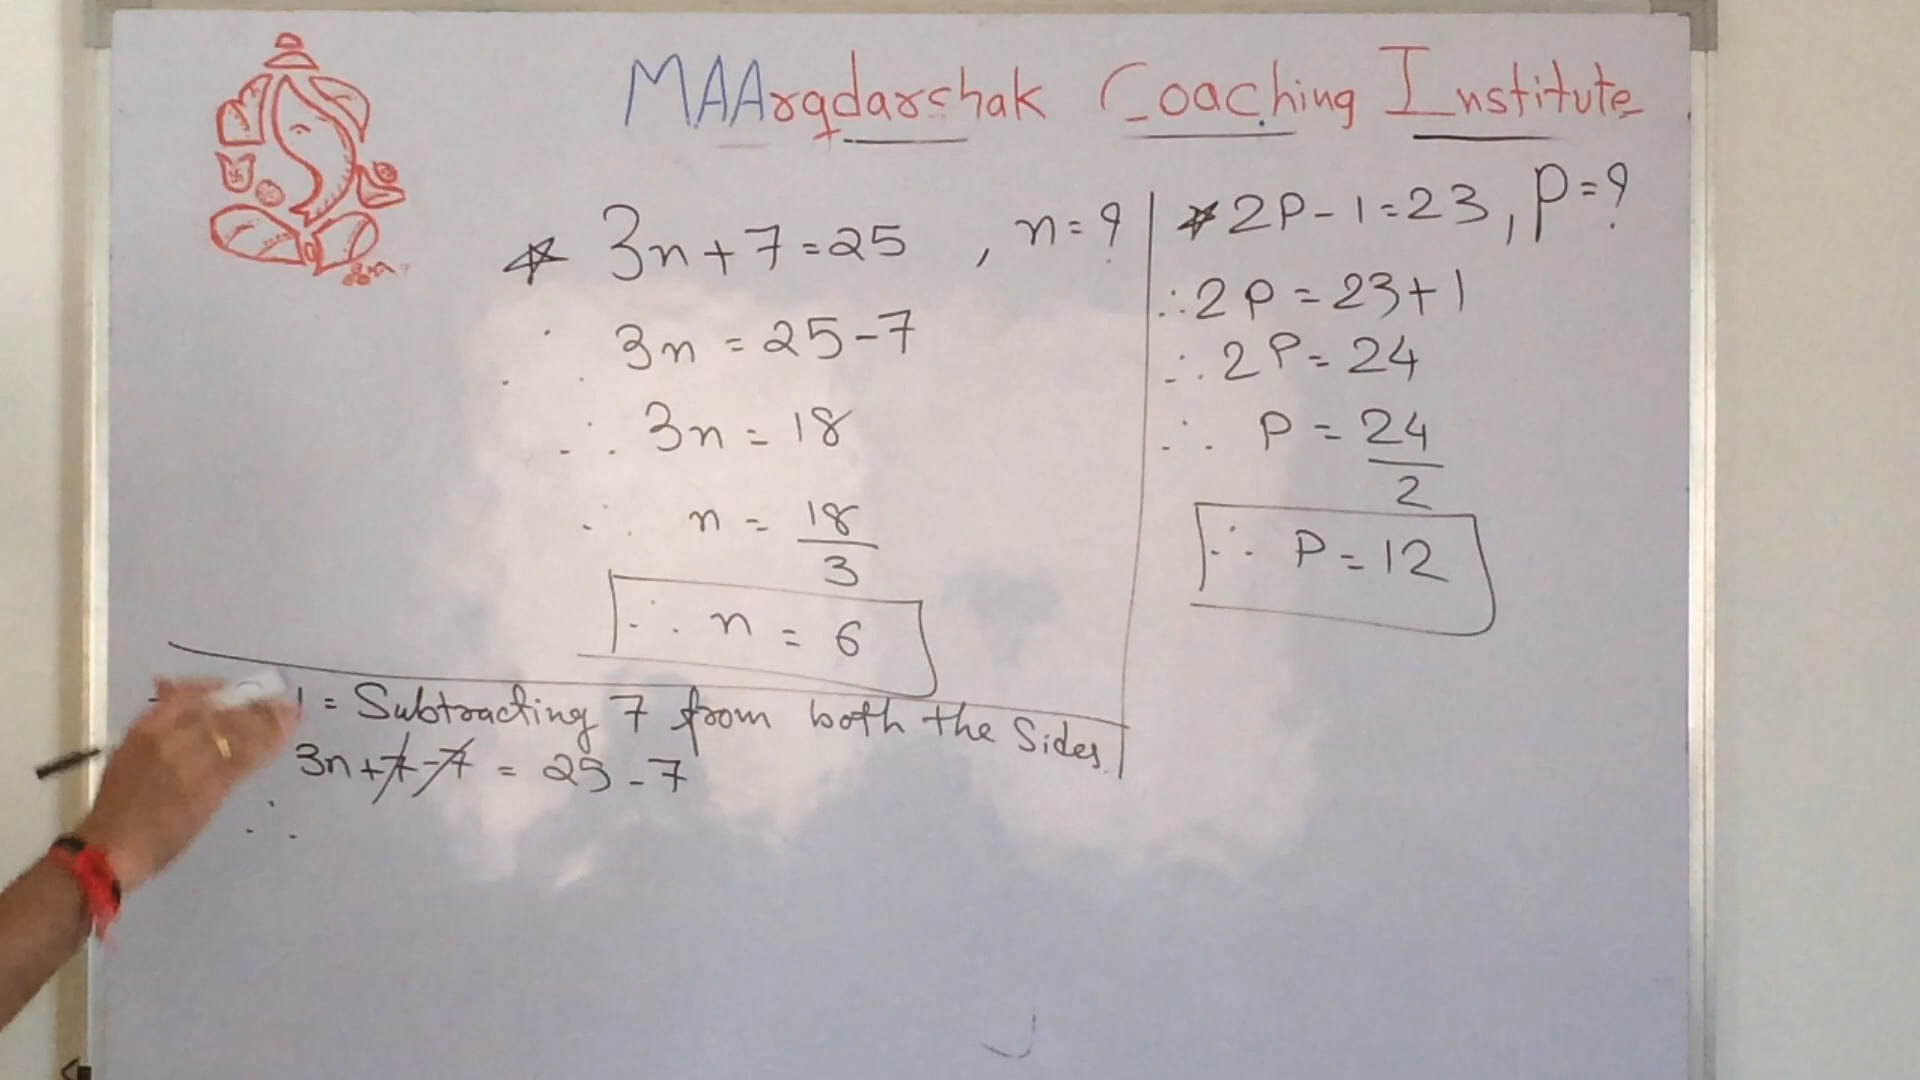 MAArgdarshak Coaching Institute
* 3n + 7 = 25 , n = ?
∴ 3n = 25 - 7
∴ 3n = 18
∴ n = 18/3
∴ n = 6
* 2P - 1 = 23, P = ?
∴ 2P = 23 + 1
∴ 2P = 24
∴ P = 24/2
∴ P = 12
1 = Subtracting 7 from both the Sides
3n + 7 - 7 = 25 - 7
∴